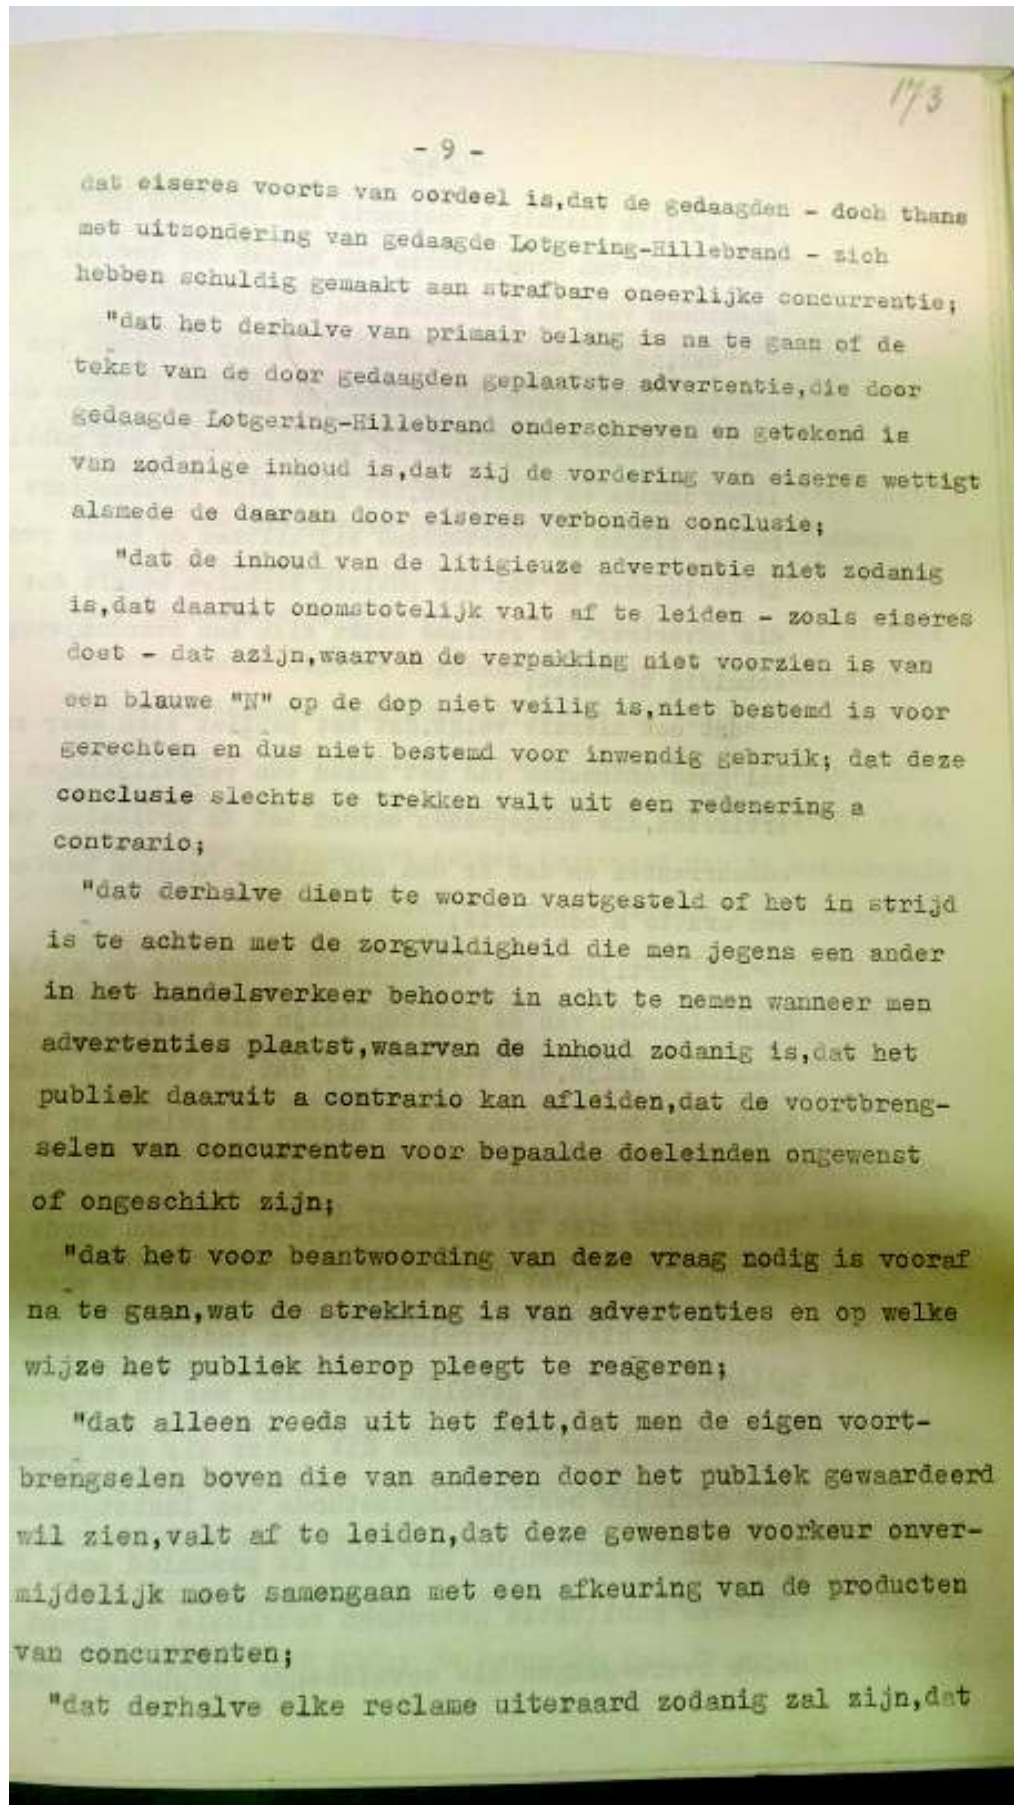 173
- 9 -
dat eiseres voorts van oordeel is,dat de gedaagden - doch thans
met uitzondering van gedaagde Lotgering-Hillebrand - zich
hebben schuldig gemaakt aan strafbare oneerlijke concurrentie;
"dat het derhalve van primair belang is na te gaan of de
tekst van de door gedaagden geplaatste advertentie,die door
gedaagde Lotgering-Hillebrand onderschreven en getekend is
van zodanige inhoud is,dat zij de vordering van eiseres wettigt
alsmede de daaraan door eiseres verbonden conclusie;
"dat de inhoud van de litigieuze advertentie niet zodanig
is,dat daaruit onomstotelijk valt af te leiden - zoals eiseres
doet - dat azijn,waarvan de verpakking niet voorzien is van
een blauwe "N" op de dop niet veilig is,niet bestemd is voor
gerechten en dus niet bestemd voor inwendig gebruik; dat deze
conclusie slechts te trekken valt uit een redenering a
contrario;
"dat derhalve dient te worden vastgesteld of het in strijd
is te achten met de zorgvuldigheid die men jegens een ander
in het handelsverkeer behoort in acht te nemen wanneer men
advertenties plaatst,waarvan de inhoud zodanig is,dat het
publiek daaruit a contrario kan afleiden,dat de voortbreng-
selen van concurrenten voor bepaalde doeleinden ongewenst
of ongeschikt zijn;
"dat het voor beantwoording van deze vraag nodig is vooraf
na te gaan,wat de strekking is van advertenties en op welke
wijze het publiek hierop pleegt te reageren;
"dat alleen reeds uit het feit,dat men de eigen voort-
brengselen boven die van anderen door het publiek gewaardeerd
wil zien,valt af te leiden,dat deze gewenste voorkeur onver-
mijdelijk moet samengaan met een afkeuring van de producten
van concurrenten;
"dat derhalve elke reclame uiteraard zodanig zal zijn,dat